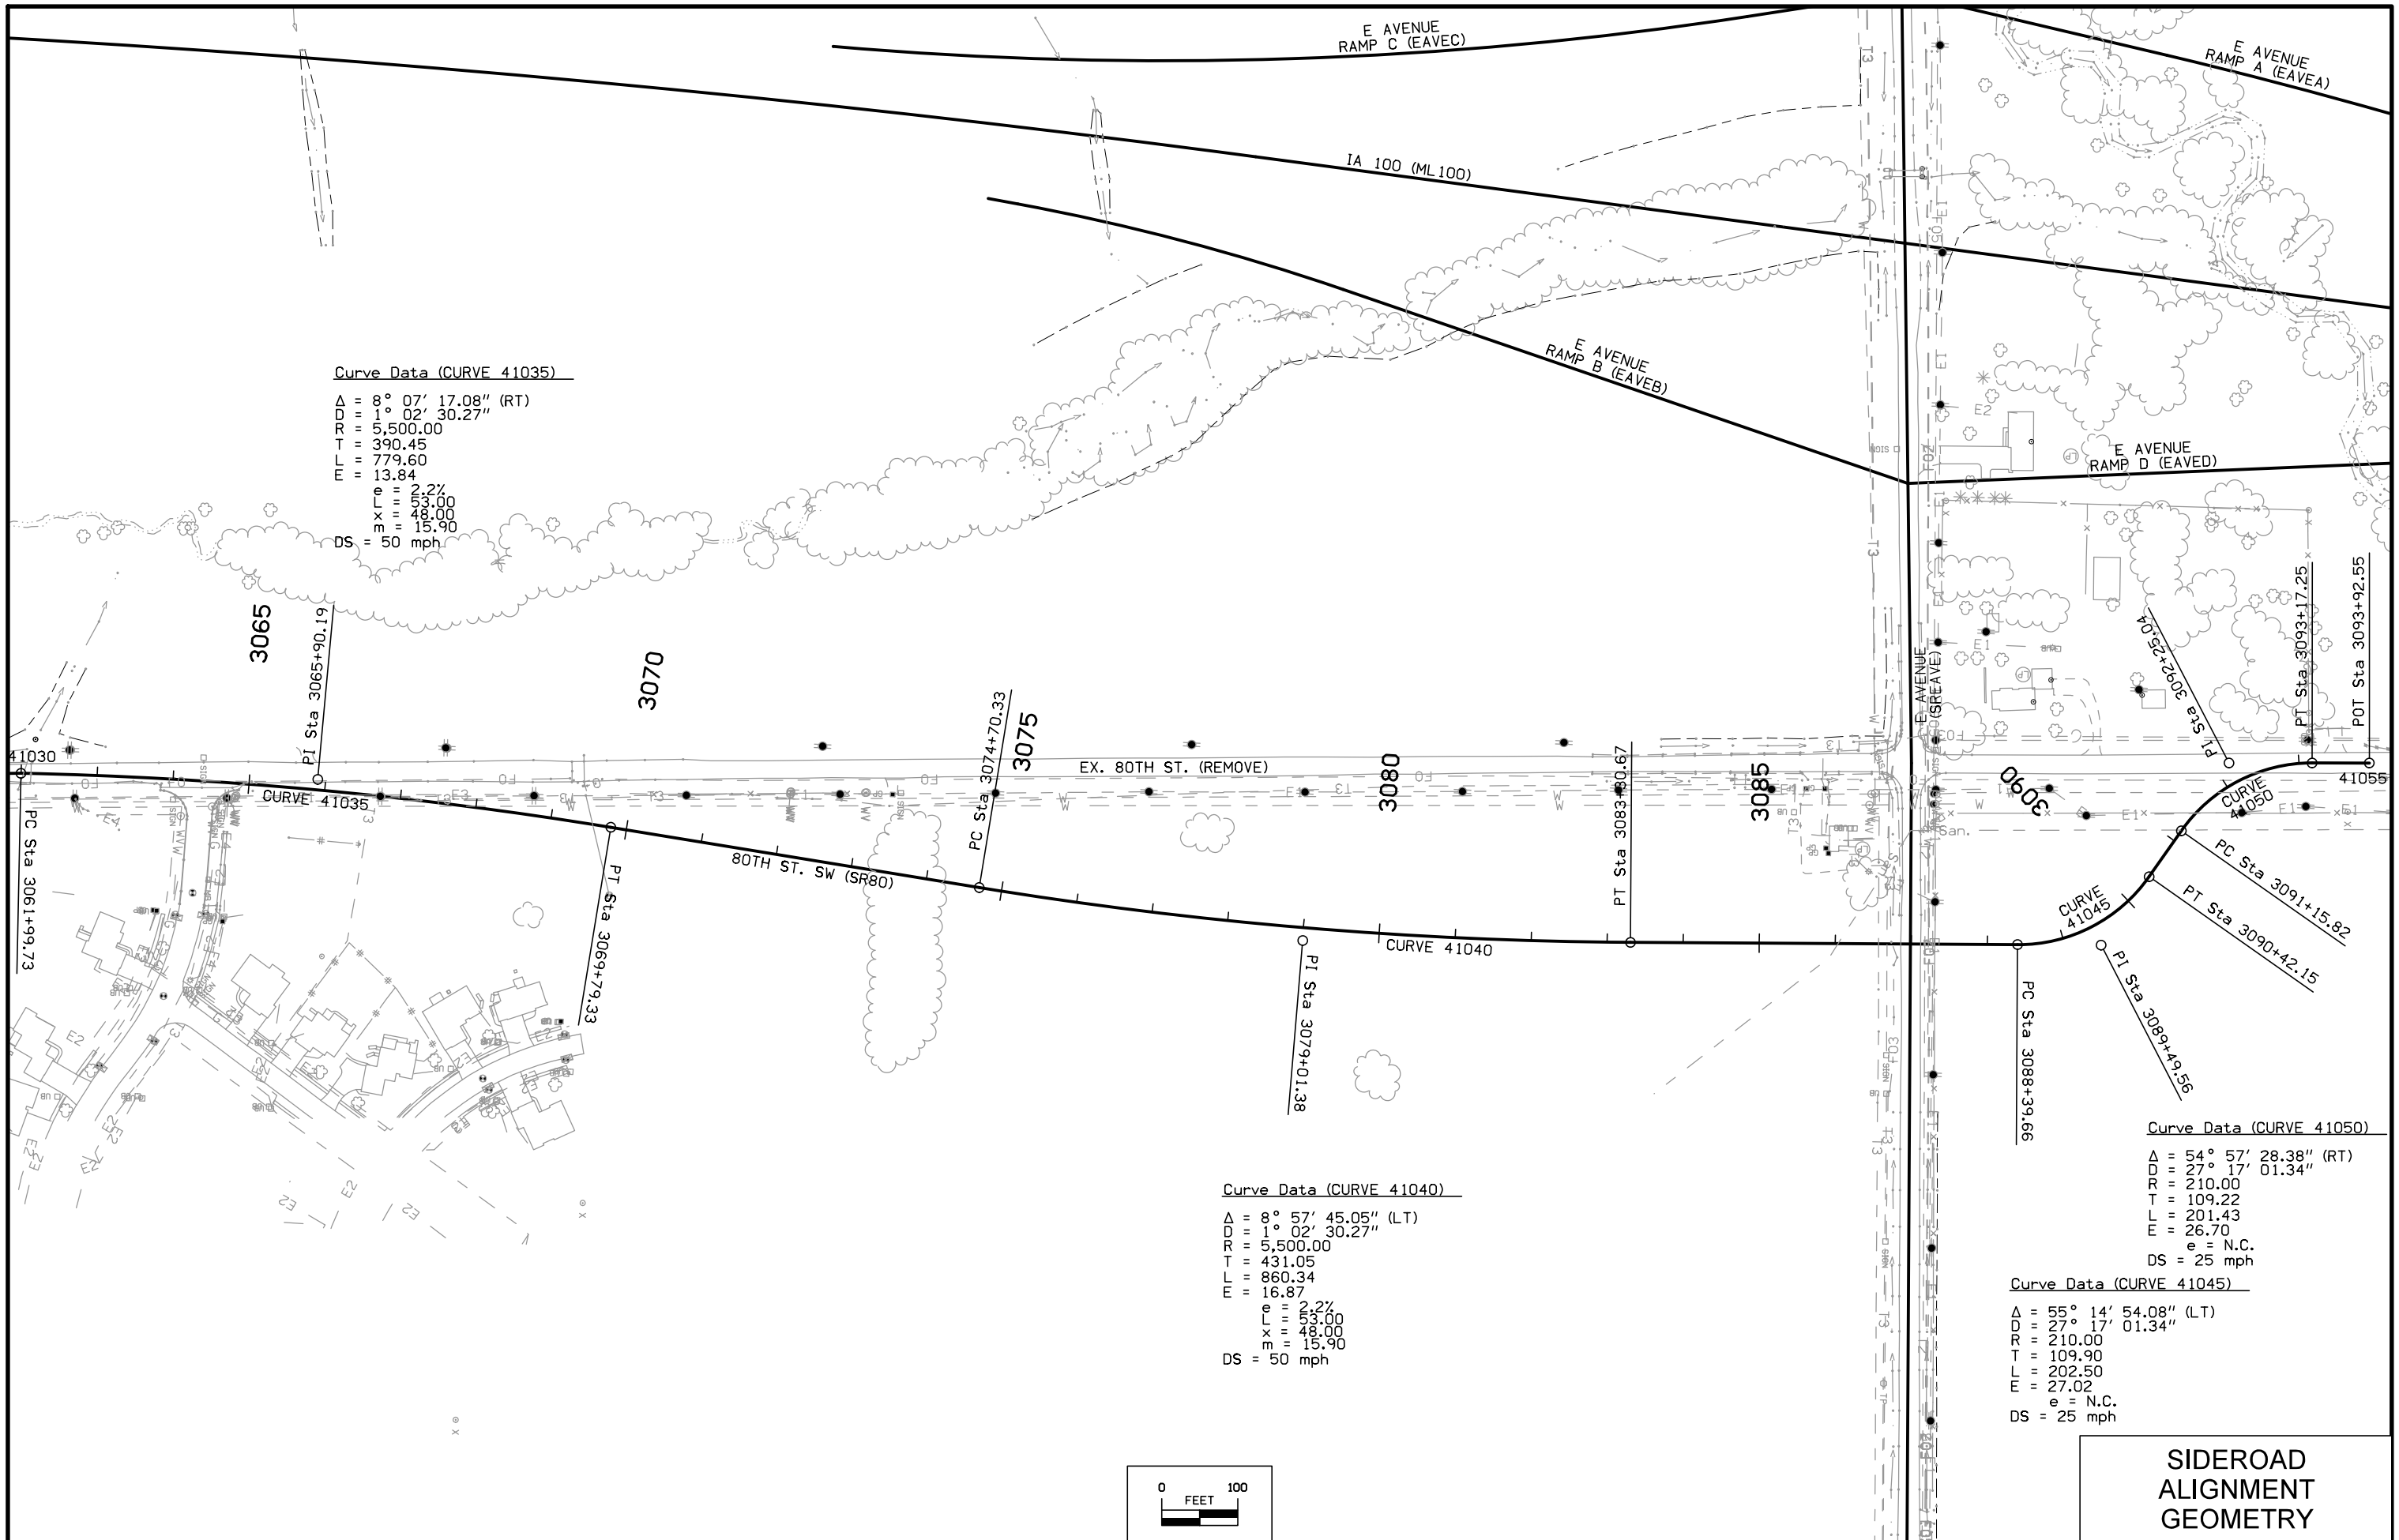 E AVENUE
RAMP C (EAVEC)
E AVENUE
RAMP A (EAVEA)
IA 100 (ML100)
E AVENUE
RAMP B (EAVEB)
E AVENUE
RAMP D (EAVED)
Curve Data (CURVE 41035)
Δ = 8° 07' 17.08" (RT)
D = 1° 02' 30.27"
R = 5,500.00
T = 390.45
L = 779.60
E = 13.84
e = 2.2%
L = 53.00
x = 48.00
m = 15.90
DS = 50 mph
3065
PI Sta 3065+90.19
3070
PC Sta 3074+70.33
3075
EX. 80TH ST. (REMOVE)
3080
PT Sta 3083+30.67
3085
E AVENUE
(SREAVE)
3090
PI Sta 3092+25.04
PT Sta 3093+17.25
POT Sta 3093+92.55
41030
CURVE 41035
80TH ST. SW (SR80)
CURVE 41040
CURVE
41045
CURVE
41050
41055
PC Sta 3061+99.73
PT Sta 3069+79.33
PI Sta 3079+01.38
PC Sta 3088+39.66
PI Sta 3089+49.56
PT Sta 3090+42.15
PC Sta 3091+15.82
San.
Curve Data (CURVE 41040)
Δ = 8° 57' 45.05" (LT)
D = 1° 02' 30.27"
R = 5,500.00
T = 431.05
L = 860.34
E = 16.87
e = 2.2%
L = 53.00
x = 48.00
m = 15.90
DS = 50 mph
Curve Data (CURVE 41050)
Δ = 54° 57' 28.38" (RT)
D = 27° 17' 01.34"
R = 210.00
T = 109.22
L = 201.43
E = 26.70
e = N.C.
DS = 25 mph
Curve Data (CURVE 41045)
Δ = 55° 14' 54.08" (LT)
D = 27° 17' 01.34"
R = 210.00
T = 109.90
L = 202.50
E = 27.02
e = N.C.
DS = 25 mph
0 100
FEET
SIDEROAD
ALIGNMENT
GEOMETRY